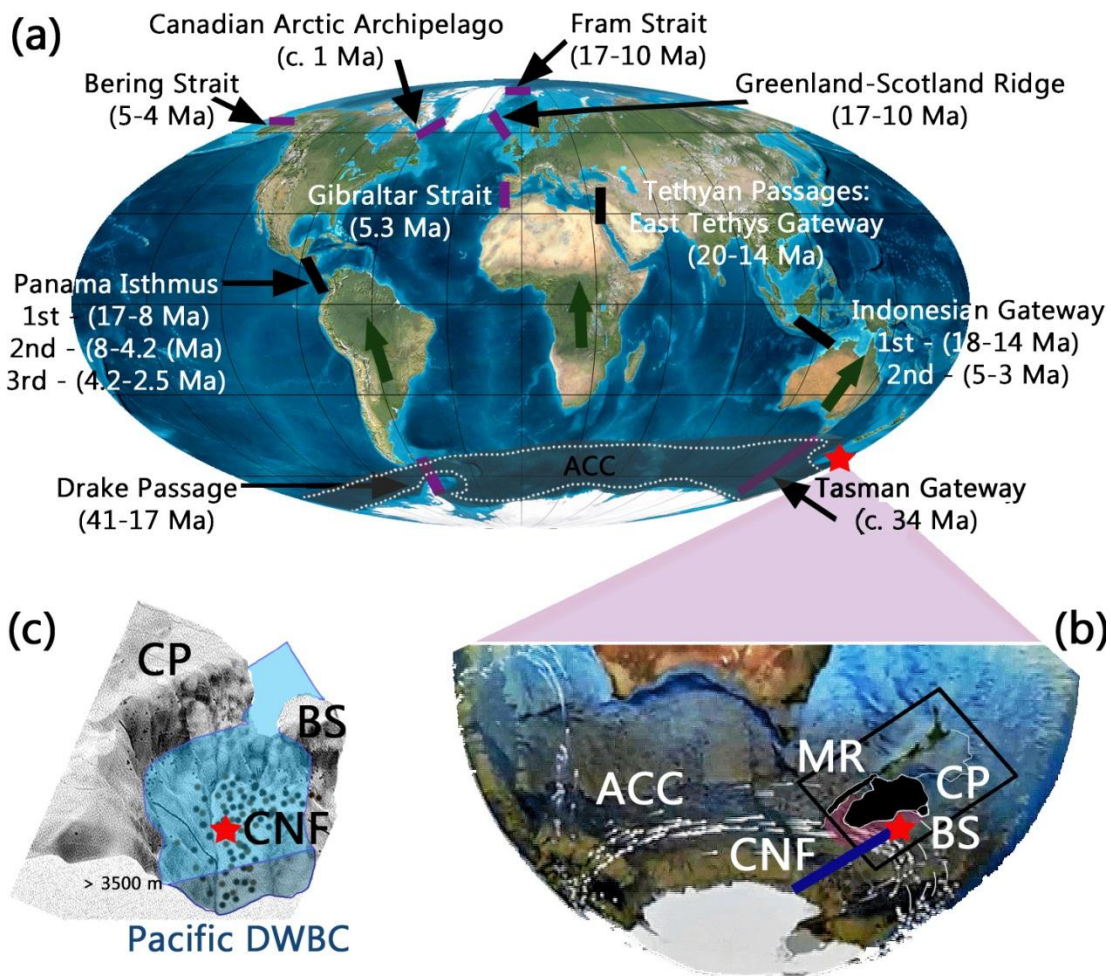 (a)
Canadian Arctic Archipelago
(c. 1 Ma)
Fram Strait
(17-10 Ma)
Bering Strait
(5-4 Ma)
Greenland-Scotland Ridge
(17-10 Ma)
Gibraltar Strait
(5.3 Ma)
Tethyan Passages:
East Tethys Gateway
(20-14 Ma)
Panama Isthmus
1st - (17-8 Ma)
2nd - (8-4.2 (Ma)
3rd - (4.2-2.5 Ma)
Indonesian Gateway
1st - (18-14 Ma)
2nd - (5-3 Ma)
ACC
Drake Passage
(41-17 Ma)
Tasman Gateway
(c. 34 Ma)
(c)
CP
BS
CNF
> 3500 m
Pacific DWBC
(b)
MR
ACC
CP
CNF
BS